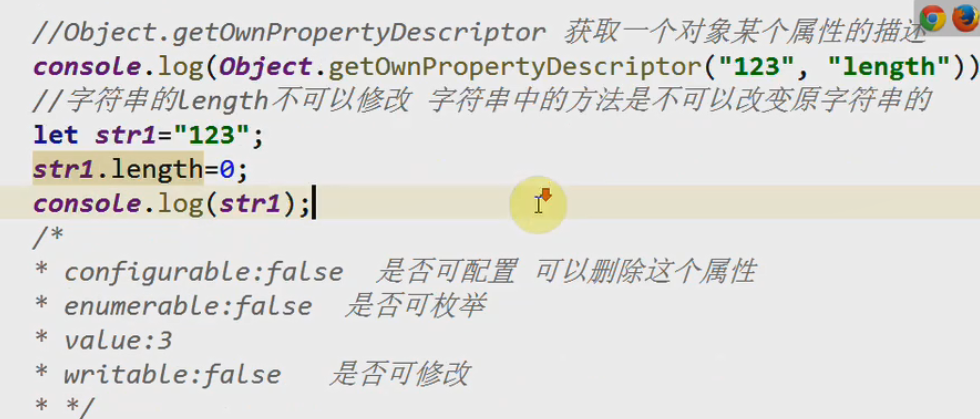 //Object.getOwnPropertyDescriptor 获取一个对象某个属性的描述
console.log(Object.getOwnPropertyDescriptor("123", "length"))
//字符串的length不可以修改 字符串中的方法是不可以改变原字符串的
let str1="123";
str1.length=0;
console.log(str1);
/*
* configurable:false 是否可配置 可以删除这个属性
* enumerable:false 是否可枚举
* value:3
* writable:false 是否可修改
* */